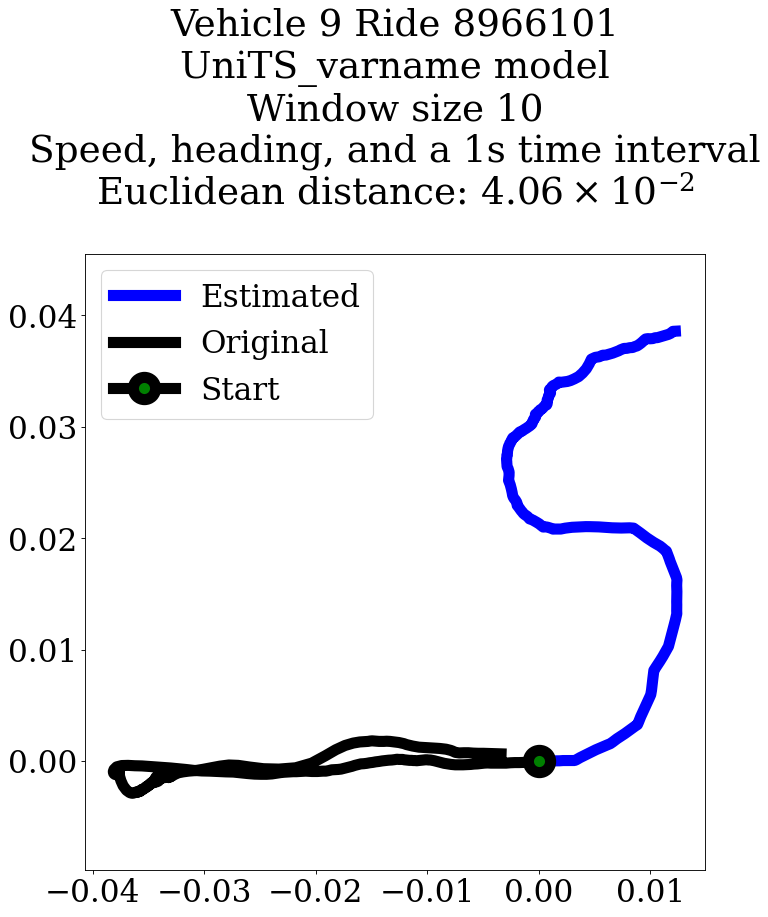 Vehicle 9 Ride 8966101
UniTS_varname model
Window size 10
Speed, heading, and a 1s time interval
Euclidean distance: 4.06 × 10⁻²
Estimated
Original
Start
0.04
0.03
0.02
0.01
0.00
−0.04 −0.03 −0.02 −0.01 0.00 0.01